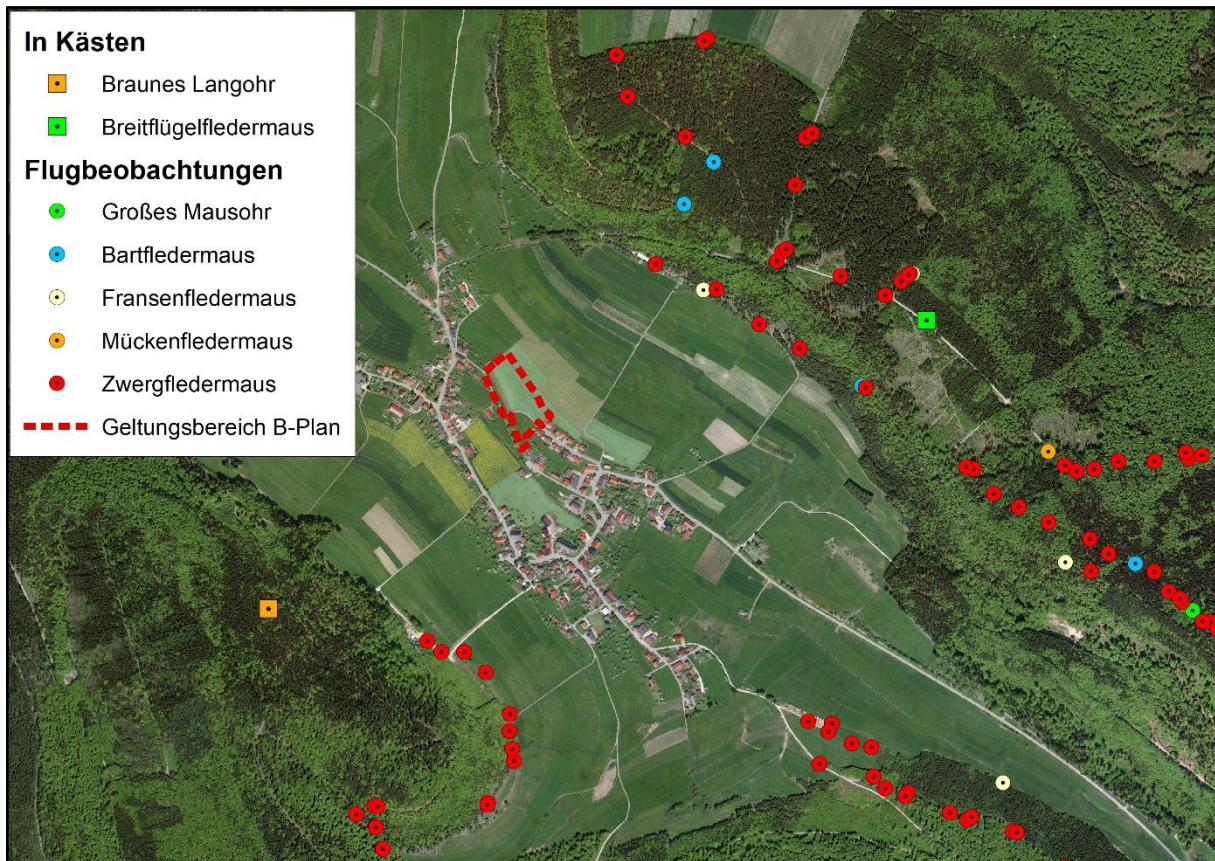 In Kästen
Braunes Langohr
Breitflügelfledermaus
Flugbeobachtungen
Großes Mausohr
Bartfledermaus
Fransenfledermaus
Mückenfledermaus
Zwergfledermaus
Geltungsbereich B-Plan